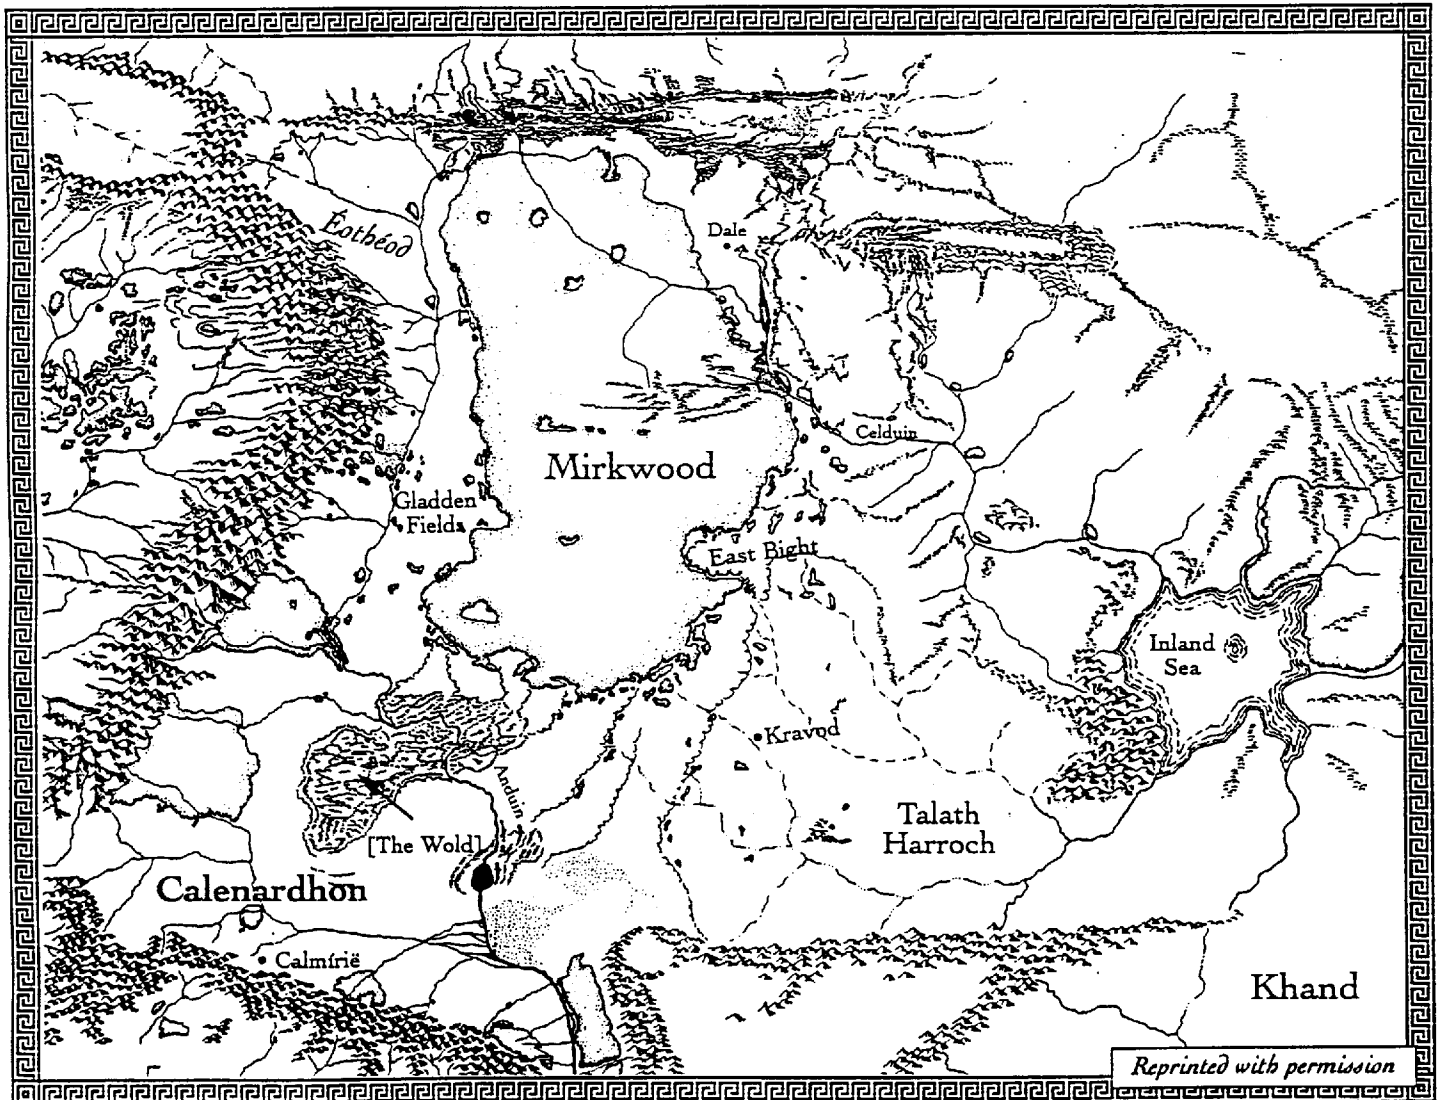 Éothéod
Dale
Celduin
Mirkwood
Gladden
Fields
East Bight
Inland
Sea
Kravod
Anduin
Talath
Harroch
[The Wold]
Calenardhon
Calmírië
Khand
Reprinted with permission